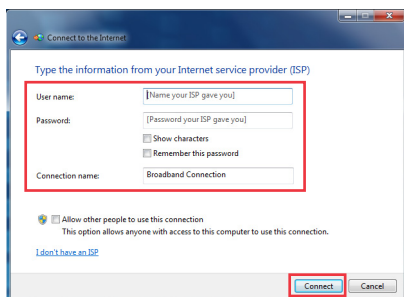 Connect to the Internet
Type the information from your Internet service provider (ISP)
User name: [Name your ISP gave you]
Password: [Password your ISP gave you]
Show characters
Remember this password
Connection name: Broadband Connection
Allow other people to use this connection
This option allows anyone with access to this computer to use this connection.
I don't have an ISP
Connect Cancel